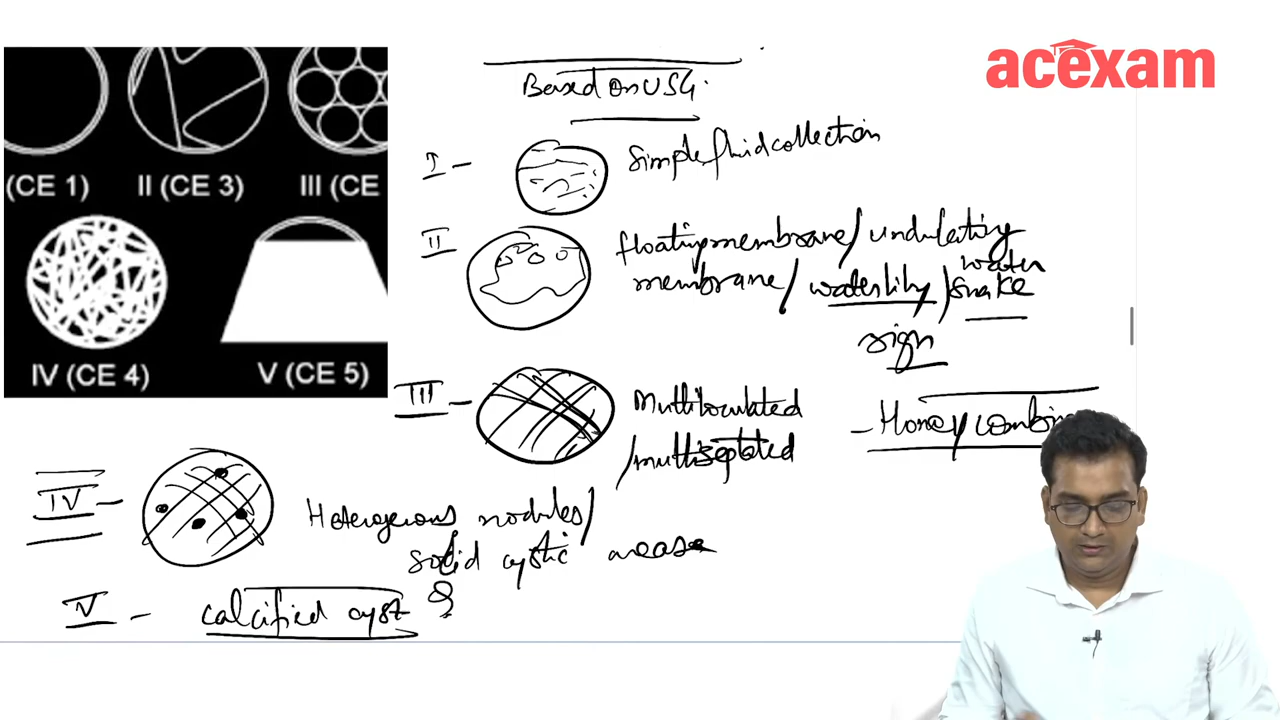 acexam
Based on USG.
I - simple fluid collection
II floating membrane/ undulating
membrane/ waterlily/ water snake
sign
III - Multiloculated
/multiseptated
- Honey
IV - Heterogenous nodules/
solid cystic areas
V - calcified cyst
(CE 1) II (CE 3) III (CE
IV (CE 4) V (CE 5)